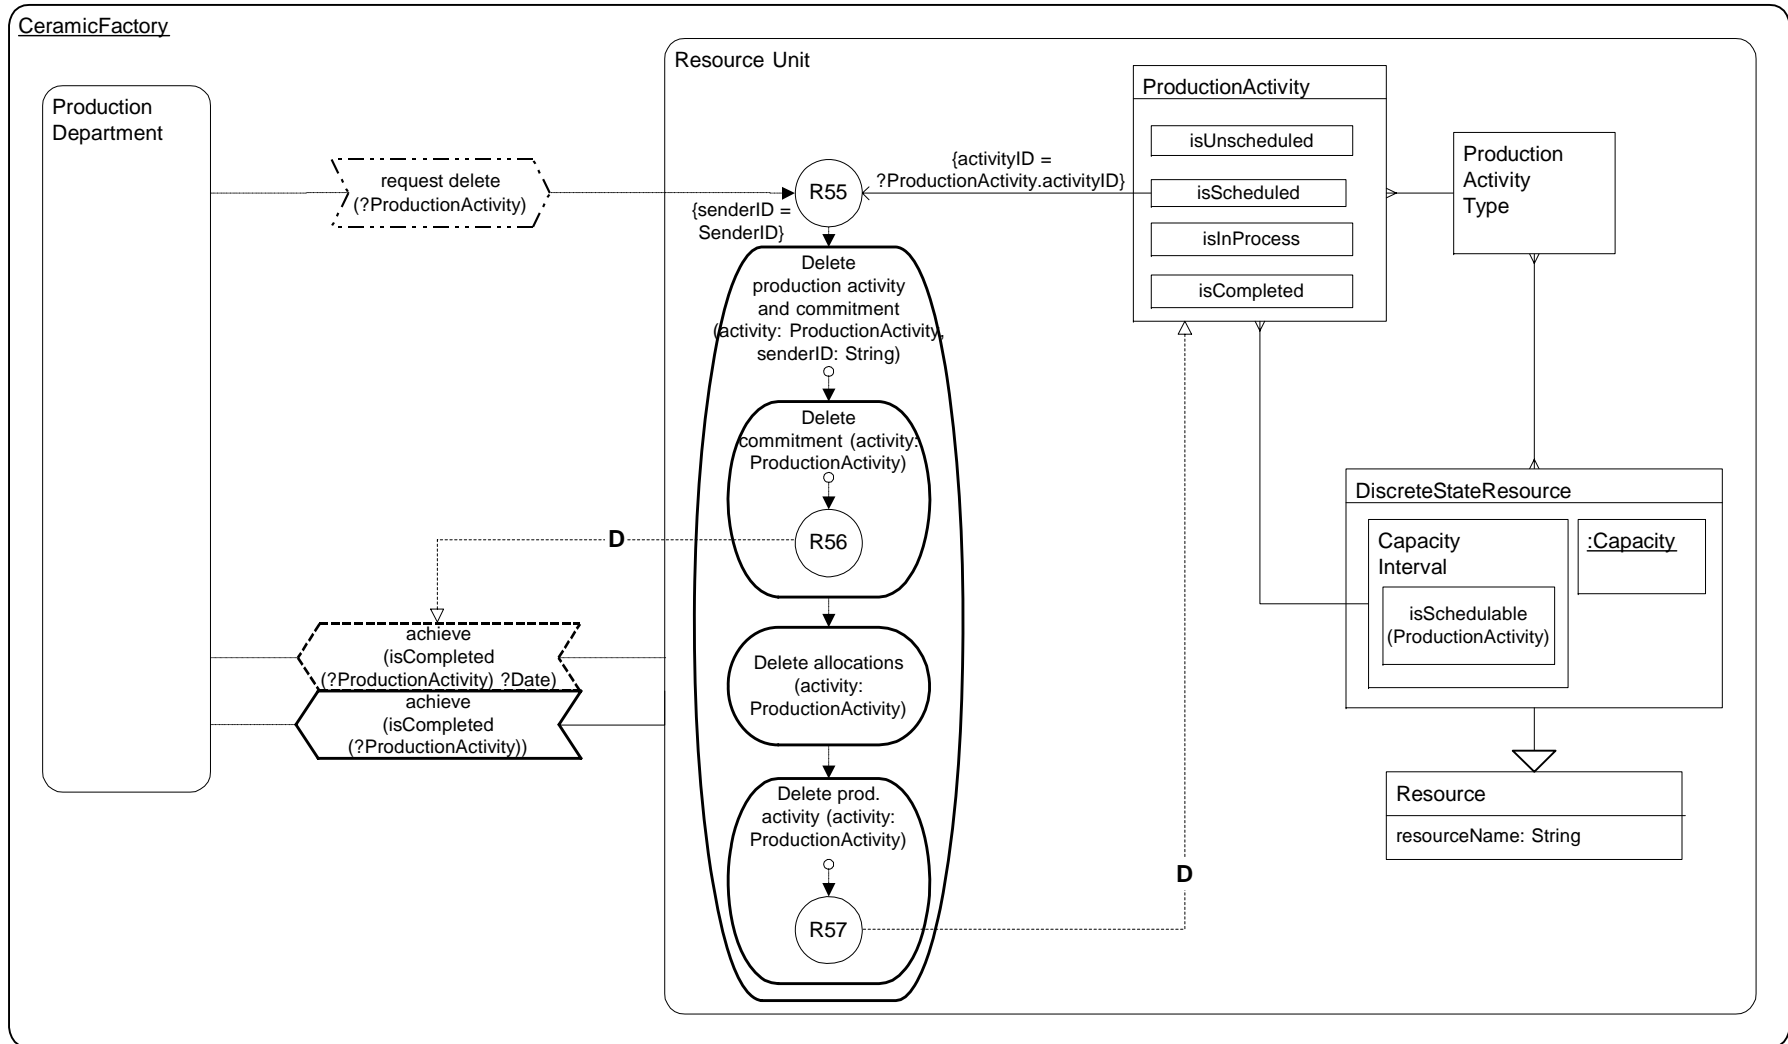 CeramicFactory
Production
Department
request delete
(?ProductionActivity)
Resource Unit
R55
{senderID =
SenderID}
{activityID =
?ProductionActivity.activityID}
ProductionActivity
isUnscheduled
isScheduled
isInProcess
isCompleted
Production
Activity
Type
Delete
production activity
and commitment
(activity: ProductionActivity,
senderID: String)
Delete
commitment (activity:
ProductionActivity)
R56
D
achieve
(isCompleted
(?ProductionActivity) ?Date)
achieve
(isCompleted
(?ProductionActivity))
Delete allocations
(activity:
ProductionActivity)
Delete prod.
activity (activity:
ProductionActivity)
R57
D
DiscreteStateResource
Capacity
Interval
isSchedulable
(ProductionActivity)
:Capacity
Resource
resourceName: String